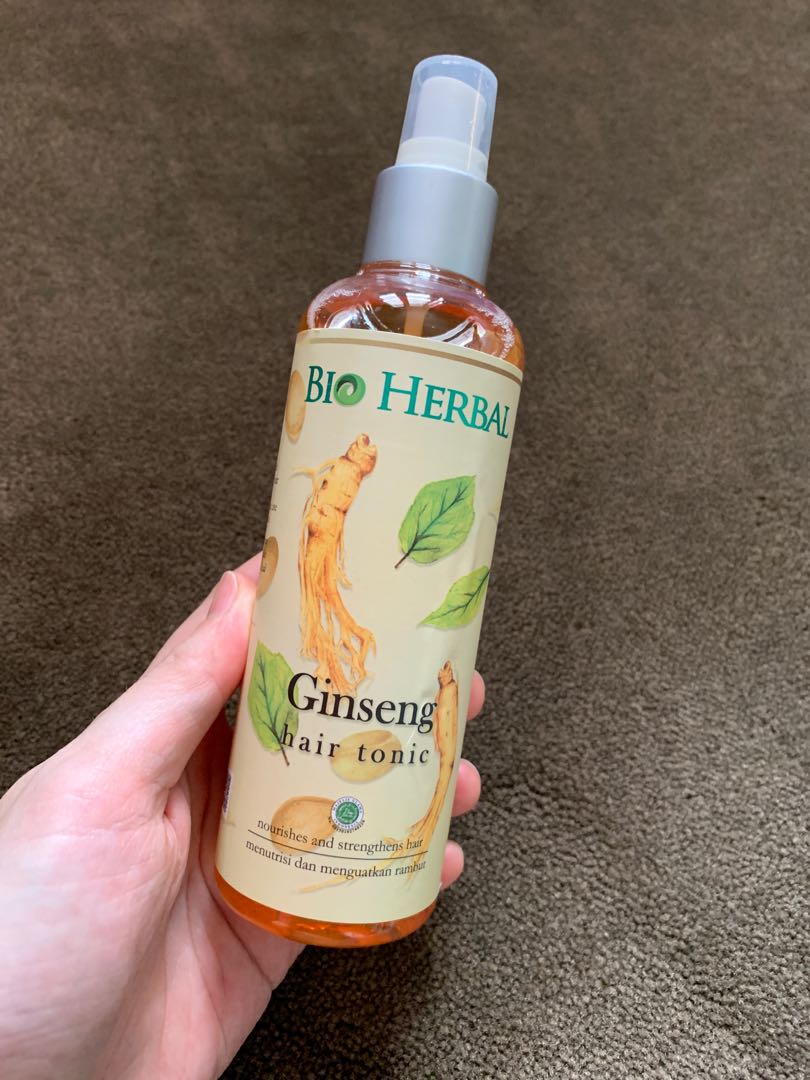 BIO HERBAL
Ginseng
hair tonic
nourishes and strengthens hair
menutrisi dan menguatkan rambut